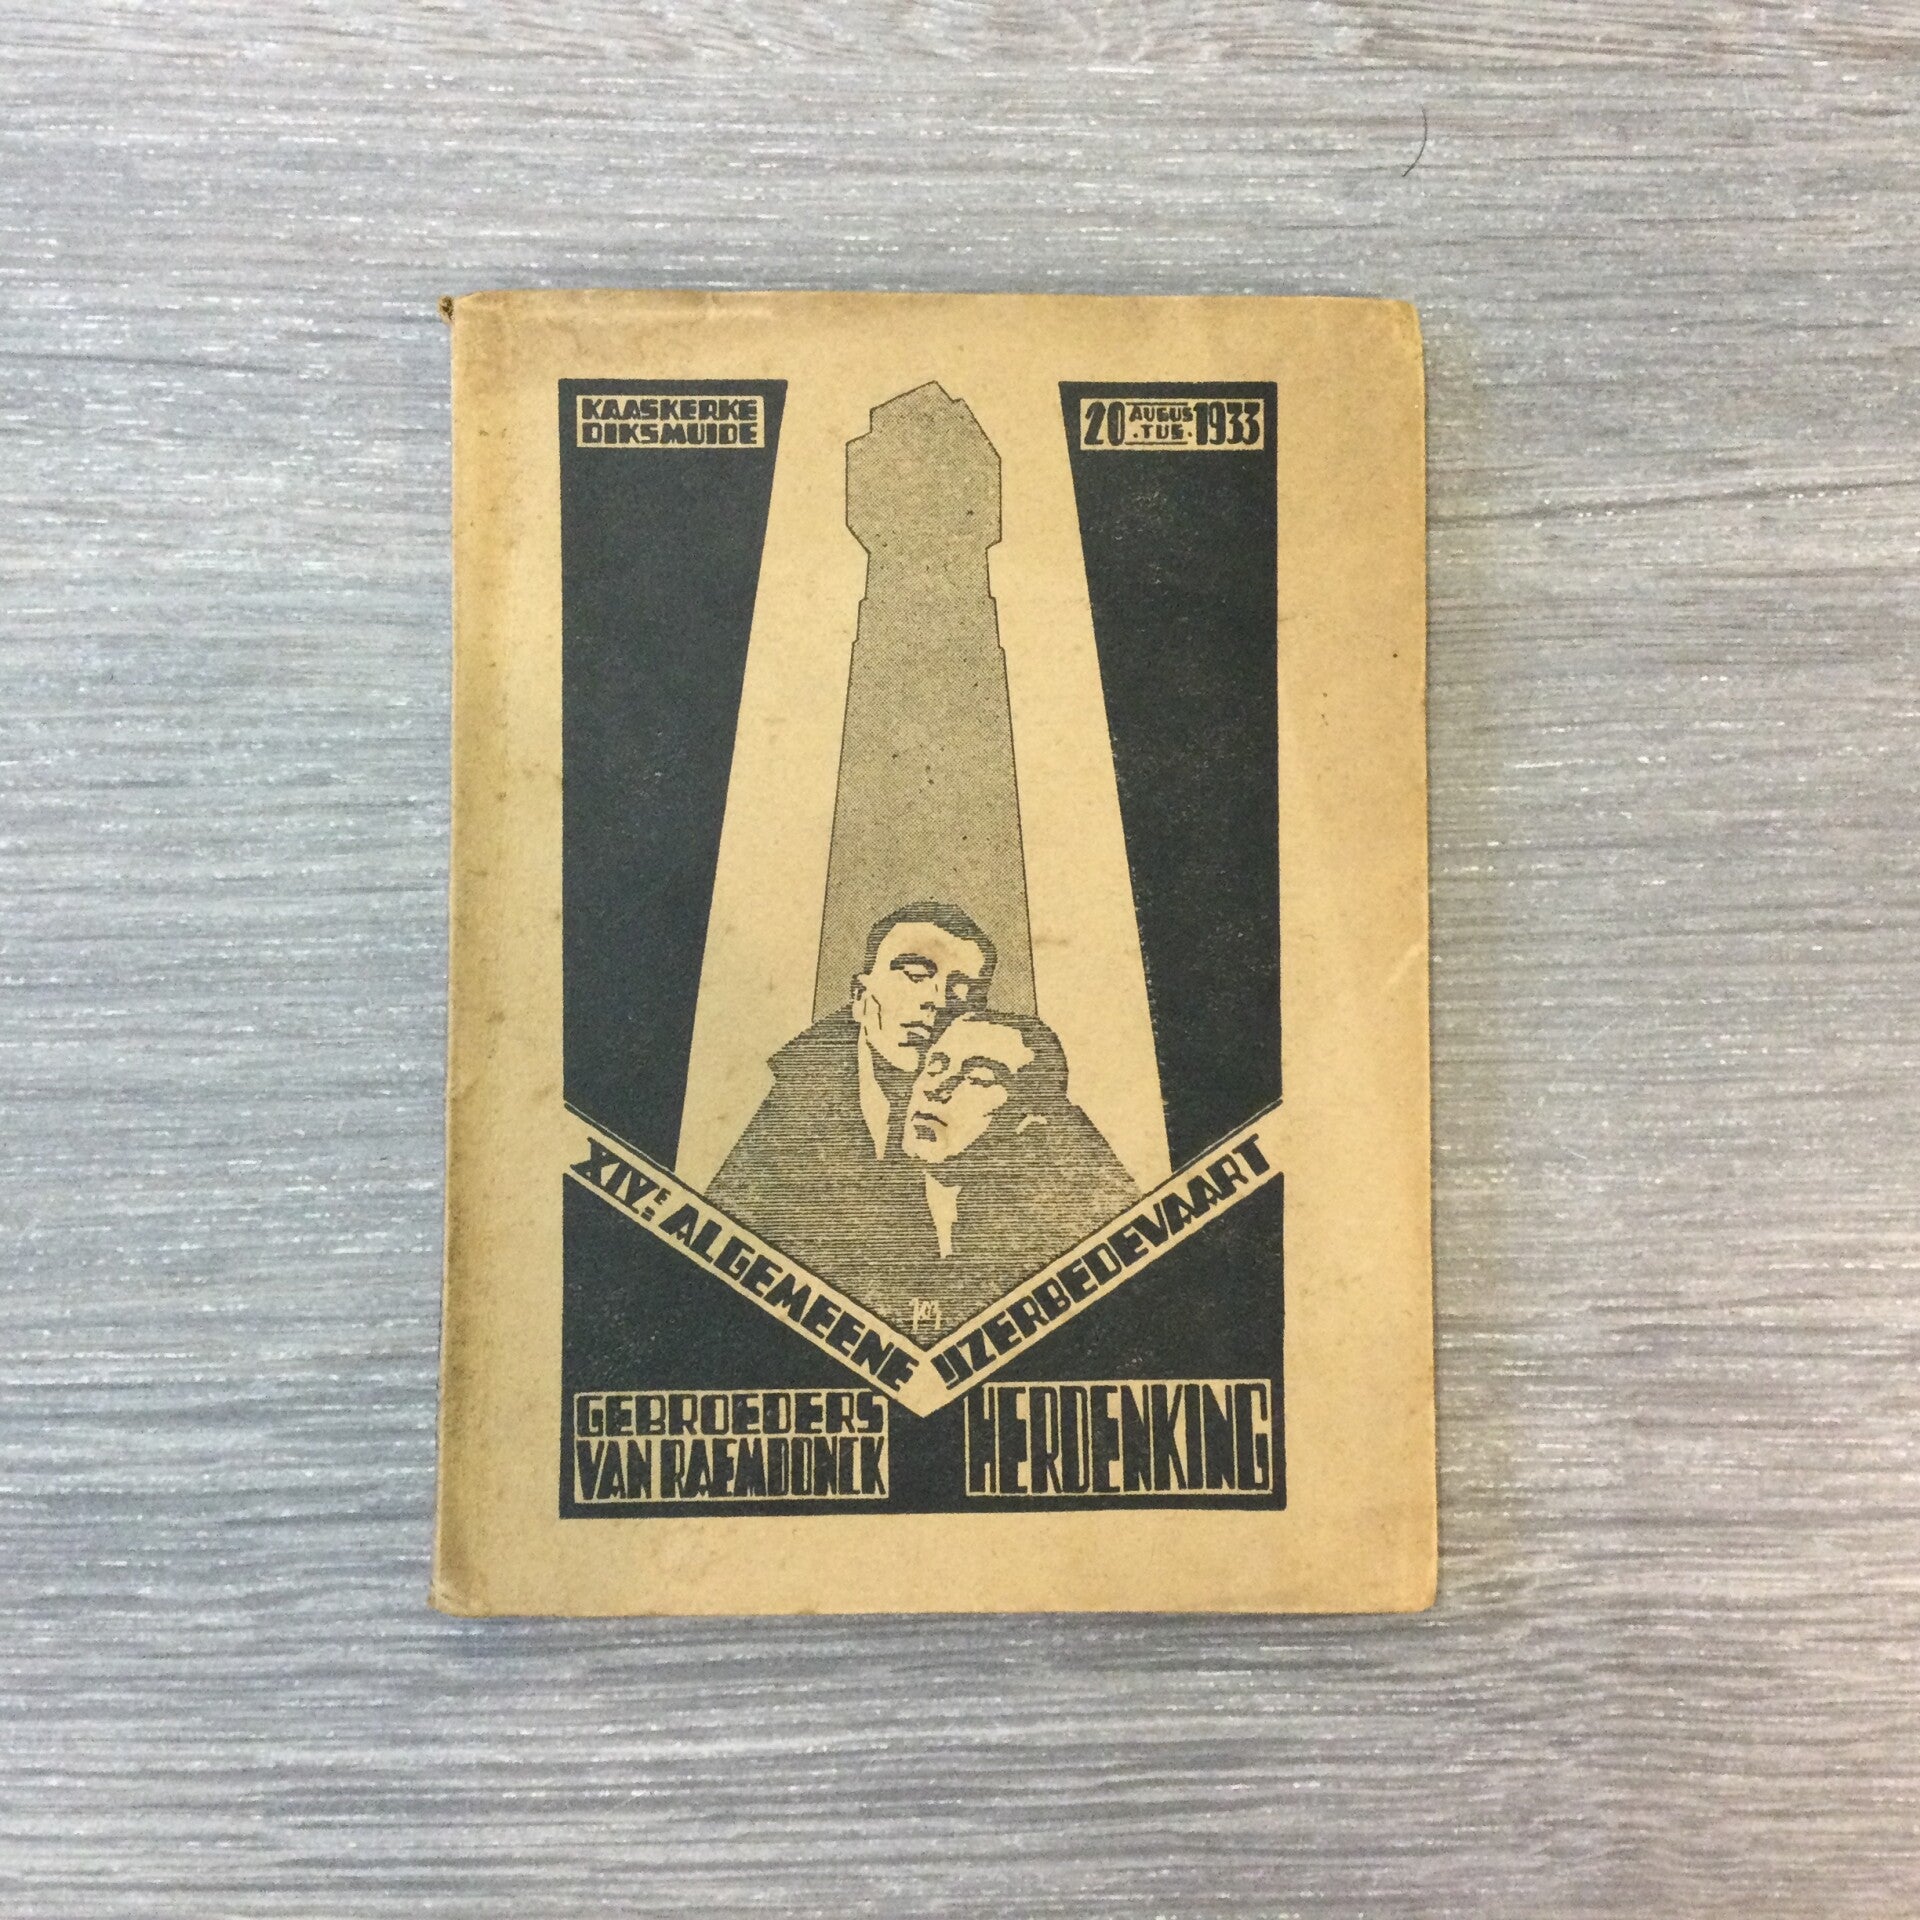 KAASKERKE
DIKSMUIDE
20 AUGUS
.TUS. 1933
XIVE ALGEMEENE IJZERBEDEVAART
GEBROEDERS
VAN RAEMDONCK
HERDENKING